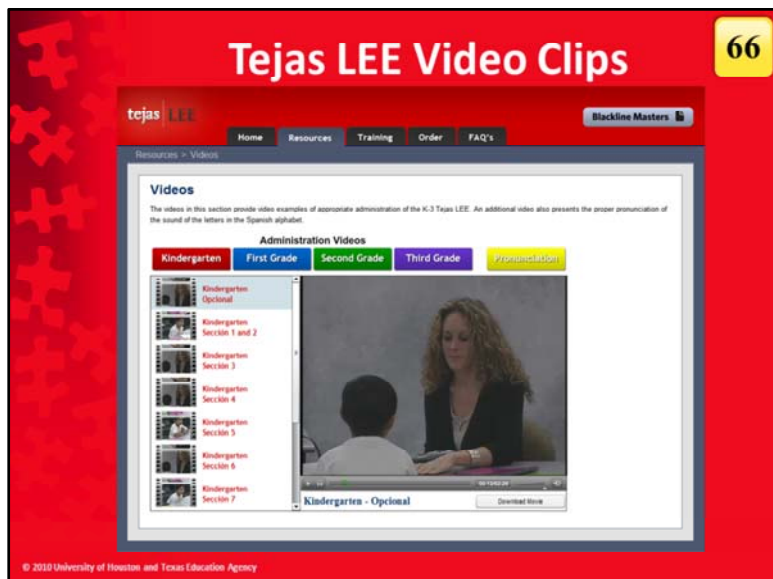 Tejas LEE Video Clips
66
tejas LEE
Blackline Masters
Home Resources Training Order FAQ's
Resources > Videos
Videos
The videos in this section provide video examples of appropriate administration of the K-3 Tejas LEE. An additional video also presents the proper pronunciation of
the sound of the letters in the Spanish alphabet.
Administration Videos
Kindergarten First Grade Second Grade Third Grade Pronunciation
Kindergarten
Opcional
Kindergarten
Sección 1 and 2
Kindergarten
Sección 3
Kindergarten
Sección 4
Kindergarten
Sección 5
Kindergarten
Sección 6
Kindergarten
Sección 7
Kindergarten - Opcional
Download Movie
© 2010 University of Houston and Texas Education Agency